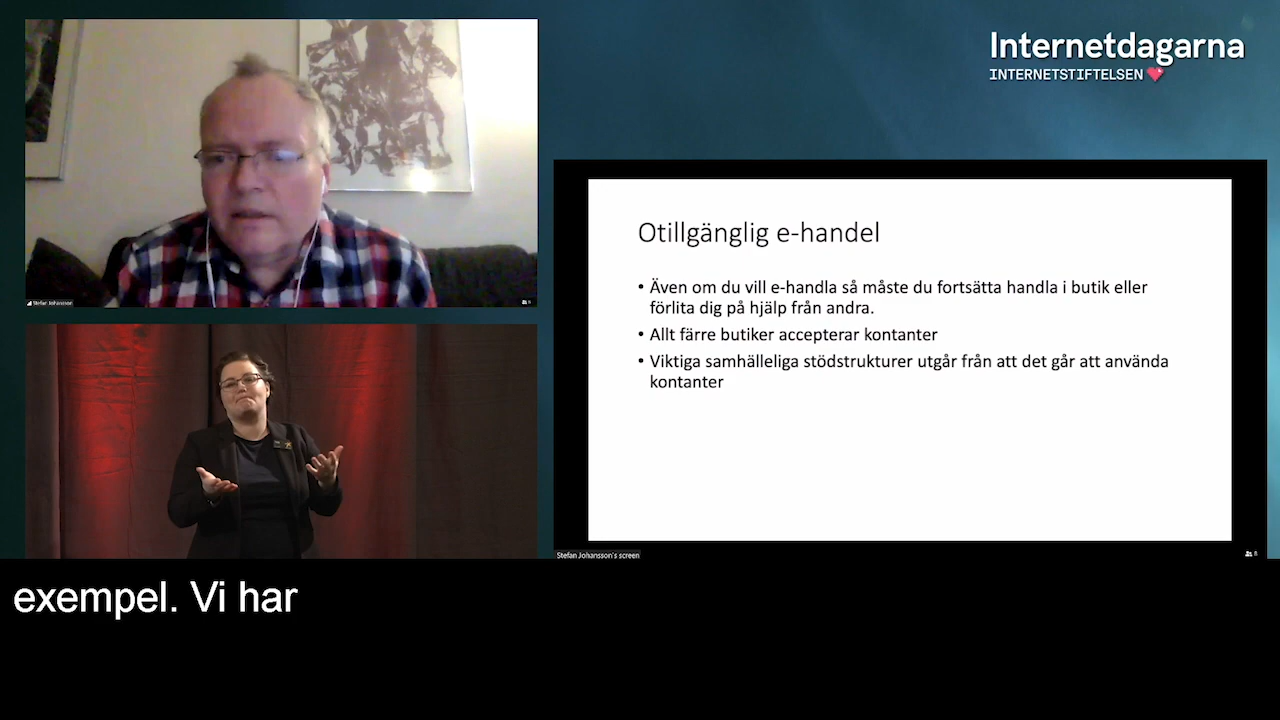 Internetdagarna
INTERNETSTIFTELSEN
Stefan Johansson
Otillgänglig e-handel
• Även om du vill e-handla så måste du fortsätta handla i butik eller
förlita dig på hjälp från andra.
• Allt färre butiker accepterar kontanter
• Viktiga samhälleliga stödstrukturer utgår från att det går att använda
kontanter
Stefan Johansson's screen
exempel. Vi har